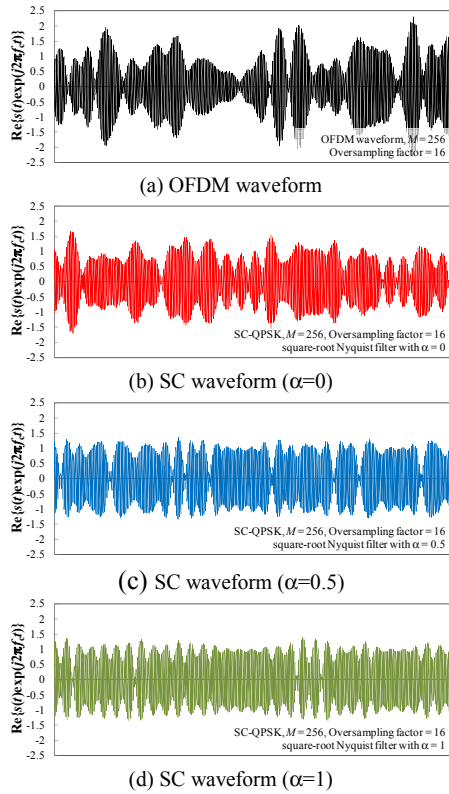 Re{s(t)exp(j2πfct)}
2.5
2
1.5
1
0.5
0
-0.5
-1
-1.5
-2
-2.5
OFDM waveform, M = 256
Oversampling factor = 16
(a) OFDM waveform
Re{s(t)exp(j2πfct)}
2.5
2
1.5
1
0.5
0
-0.5
-1
-1.5
-2
-2.5
SC-QPSK, M = 256, Oversampling factor = 16
square-root Nyquist filter with α = 0
(b) SC waveform (α=0)
Re{s(t)exp(j2πfct)}
2.5
2
1.5
1
0.5
0
-0.5
-1
-1.5
-2
-2.5
SC-QPSK, M = 256, Oversampling factor = 16
square-root Nyquist filter with α = 0.5
(c) SC waveform (α=0.5)
Re{s(t)exp(j2πfct)}
2.5
2
1.5
1
0.5
0
-0.5
-1
-1.5
-2
-2.5
SC-QPSK, M = 256, Oversampling factor = 16
square-root Nyquist filter with α = 1
(d) SC waveform (α=1)